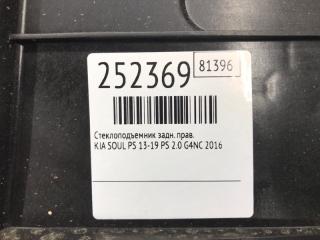 252369 81396
Стеклоподъемник задн. прав.
KIA SOUL PS 13-19 PS 2.0 G4NC 2016